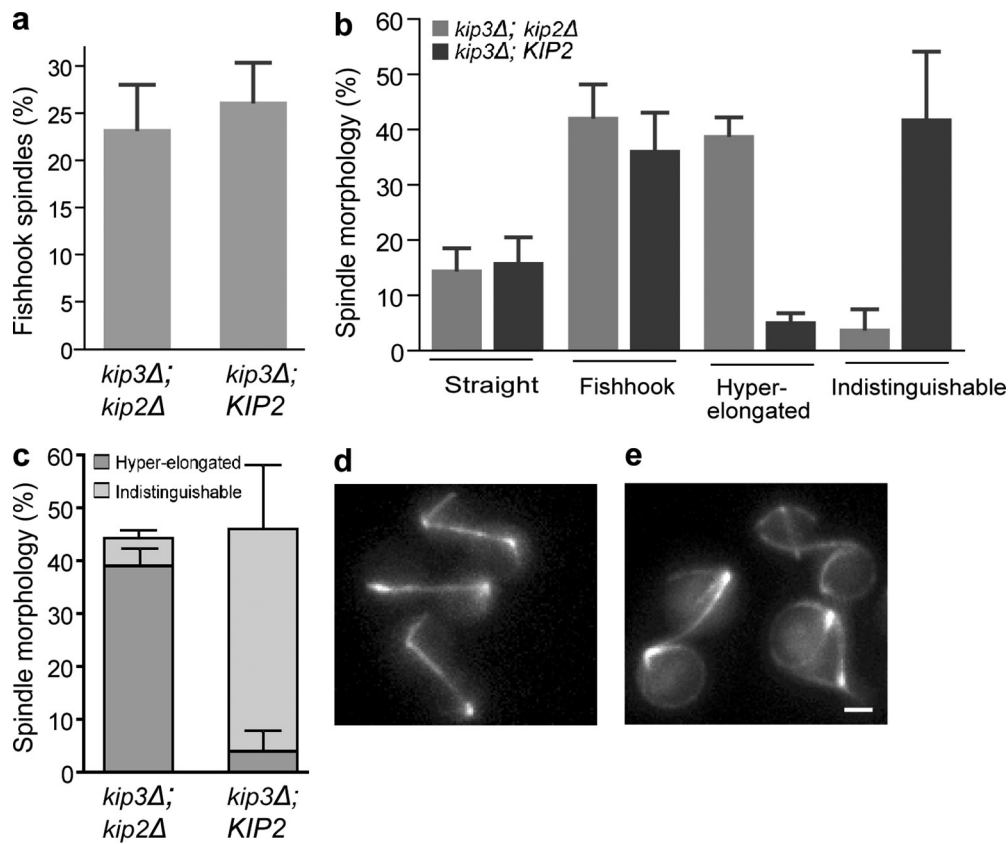 a
Fishhook spindles (%)
30
25
20
15
10
5
0
kip3Δ;
kip2Δ
kip3Δ;
KIP2
b
kip3Δ; kip2Δ
kip3Δ; KIP2
Spindle morphology (%)
60
50
40
30
20
10
0
Straight
Fishhook
Hyper-
elongated
Indistinguishable
c
Hyper-elongated
Indistinguishable
Spindle morphology (%)
60
50
40
30
20
10
0
kip3Δ;
kip2Δ
kip3Δ;
KIP2
d
e